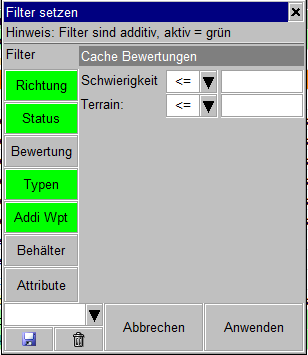 Filter setzen
Hinweis: Filter sind additiv, aktiv = grün
Filter
Cache Bewertungen
Richtung
Schwierigkeit <=
Status
Terrain: <=
Bewertung
Typen
Addi Wpt
Behälter
Attribute
Abbrechen
Anwenden